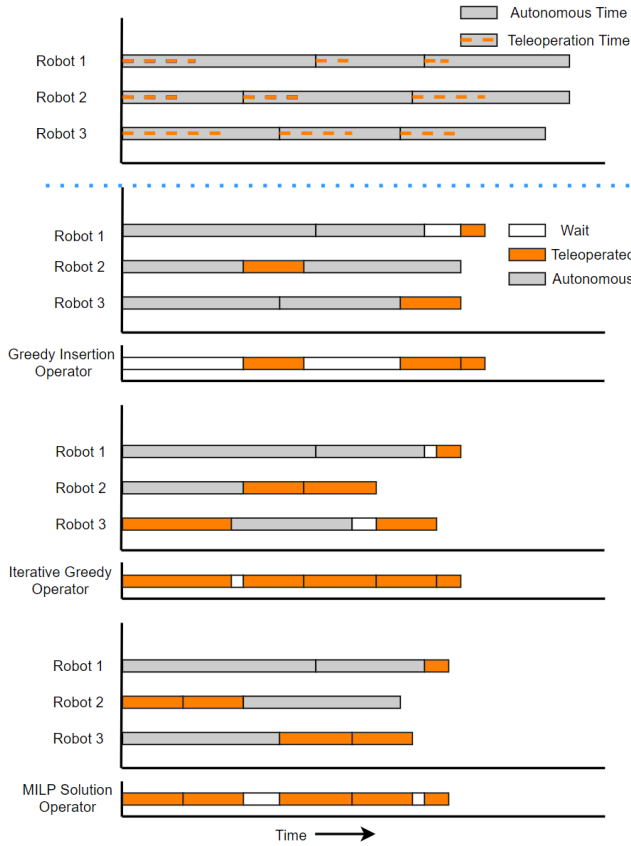 Autonomous Time
Teleoperation Time
Robot 1
Robot 2
Robot 3
Robot 1
Robot 2
Robot 3
Wait
Teleoperated
Autonomous
Greedy Insertion
Operator
Robot 1
Robot 2
Robot 3
Iterative Greedy
Operator
Robot 1
Robot 2
Robot 3
MILP Solution
Operator
Time